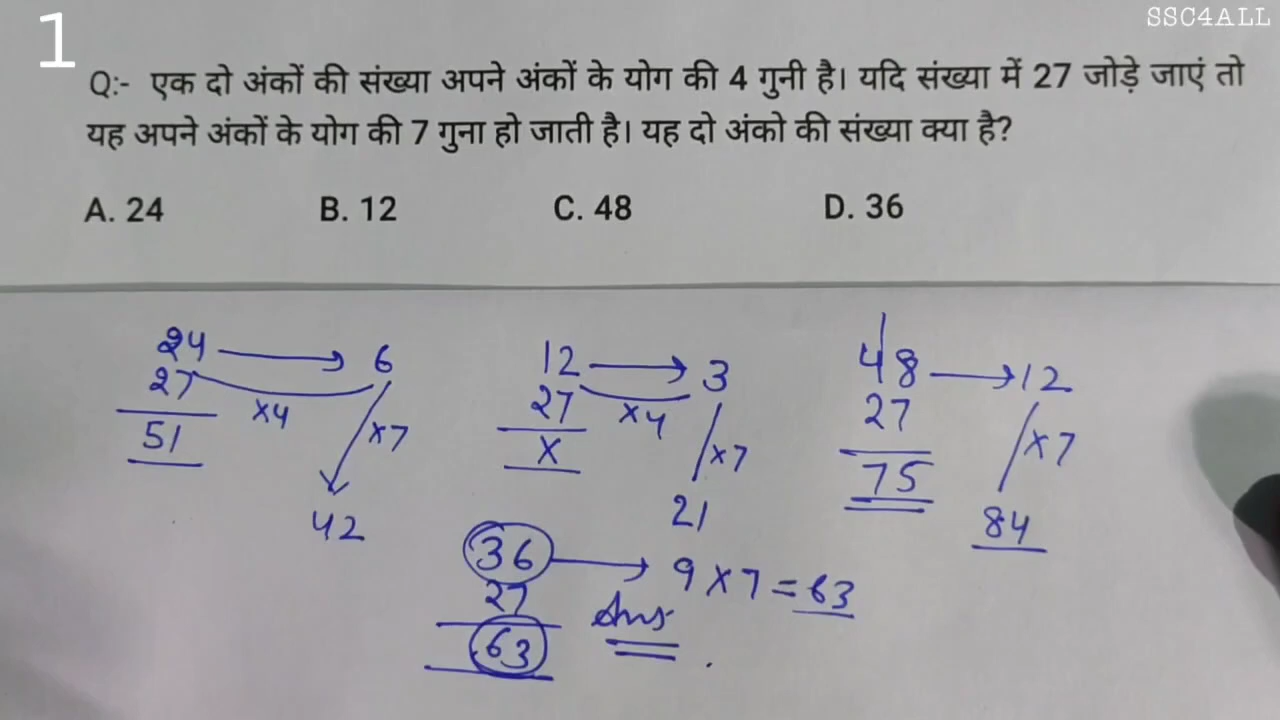 1
SSC4ALL
Q:- एक दो अंकों की संख्या अपने अंकों के योग की 4 गुनी है। यदि संख्या में 27 जोड़े जाएं तो
यह अपने अंकों के योग की 7 गुना हो जाती है। यह दो अंको की संख्या क्या है?
A. 24 B. 12 C. 48 D. 36
24 → 6
27
×4
×7
51
42
12 → 3
27
×4
×7
X
21
48 → 12
27
×7
75
84
36 → 9 × 7 = 63
27
Ans
63